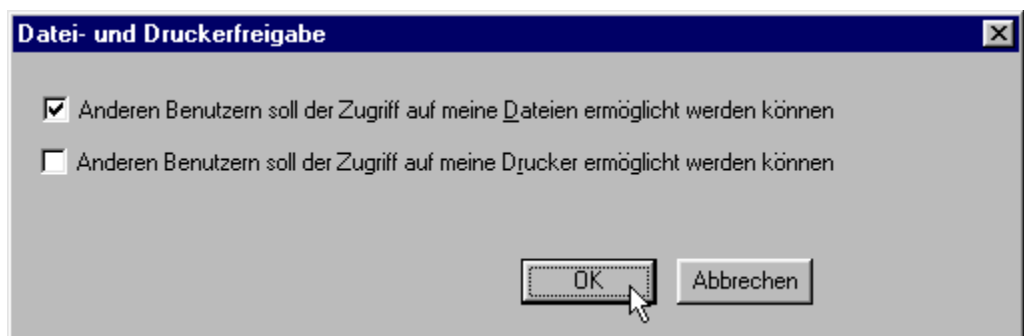 Datei- und Druckerfreigabe
Anderen Benutzern soll der Zugriff auf meine Dateien ermöglicht werden können
Anderen Benutzern soll der Zugriff auf meine Drucker ermöglicht werden können
OK Abbrechen